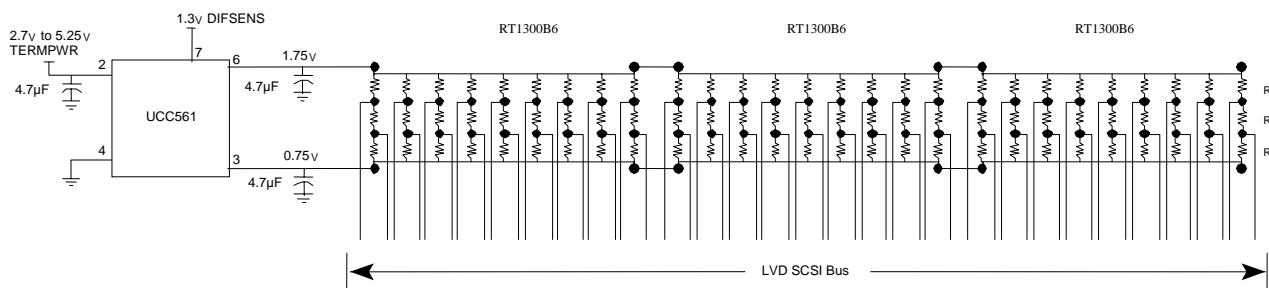 1.3V DIFSENS
RT1300B6
RT1300B6
RT1300B6
2.7V to 5.25V
TERMPWR
7
2
6
1.75V
4.7µF
4.7µF
R
UCC561
R
4
3
0.75V
R
4.7µF
LVD SCSI Bus